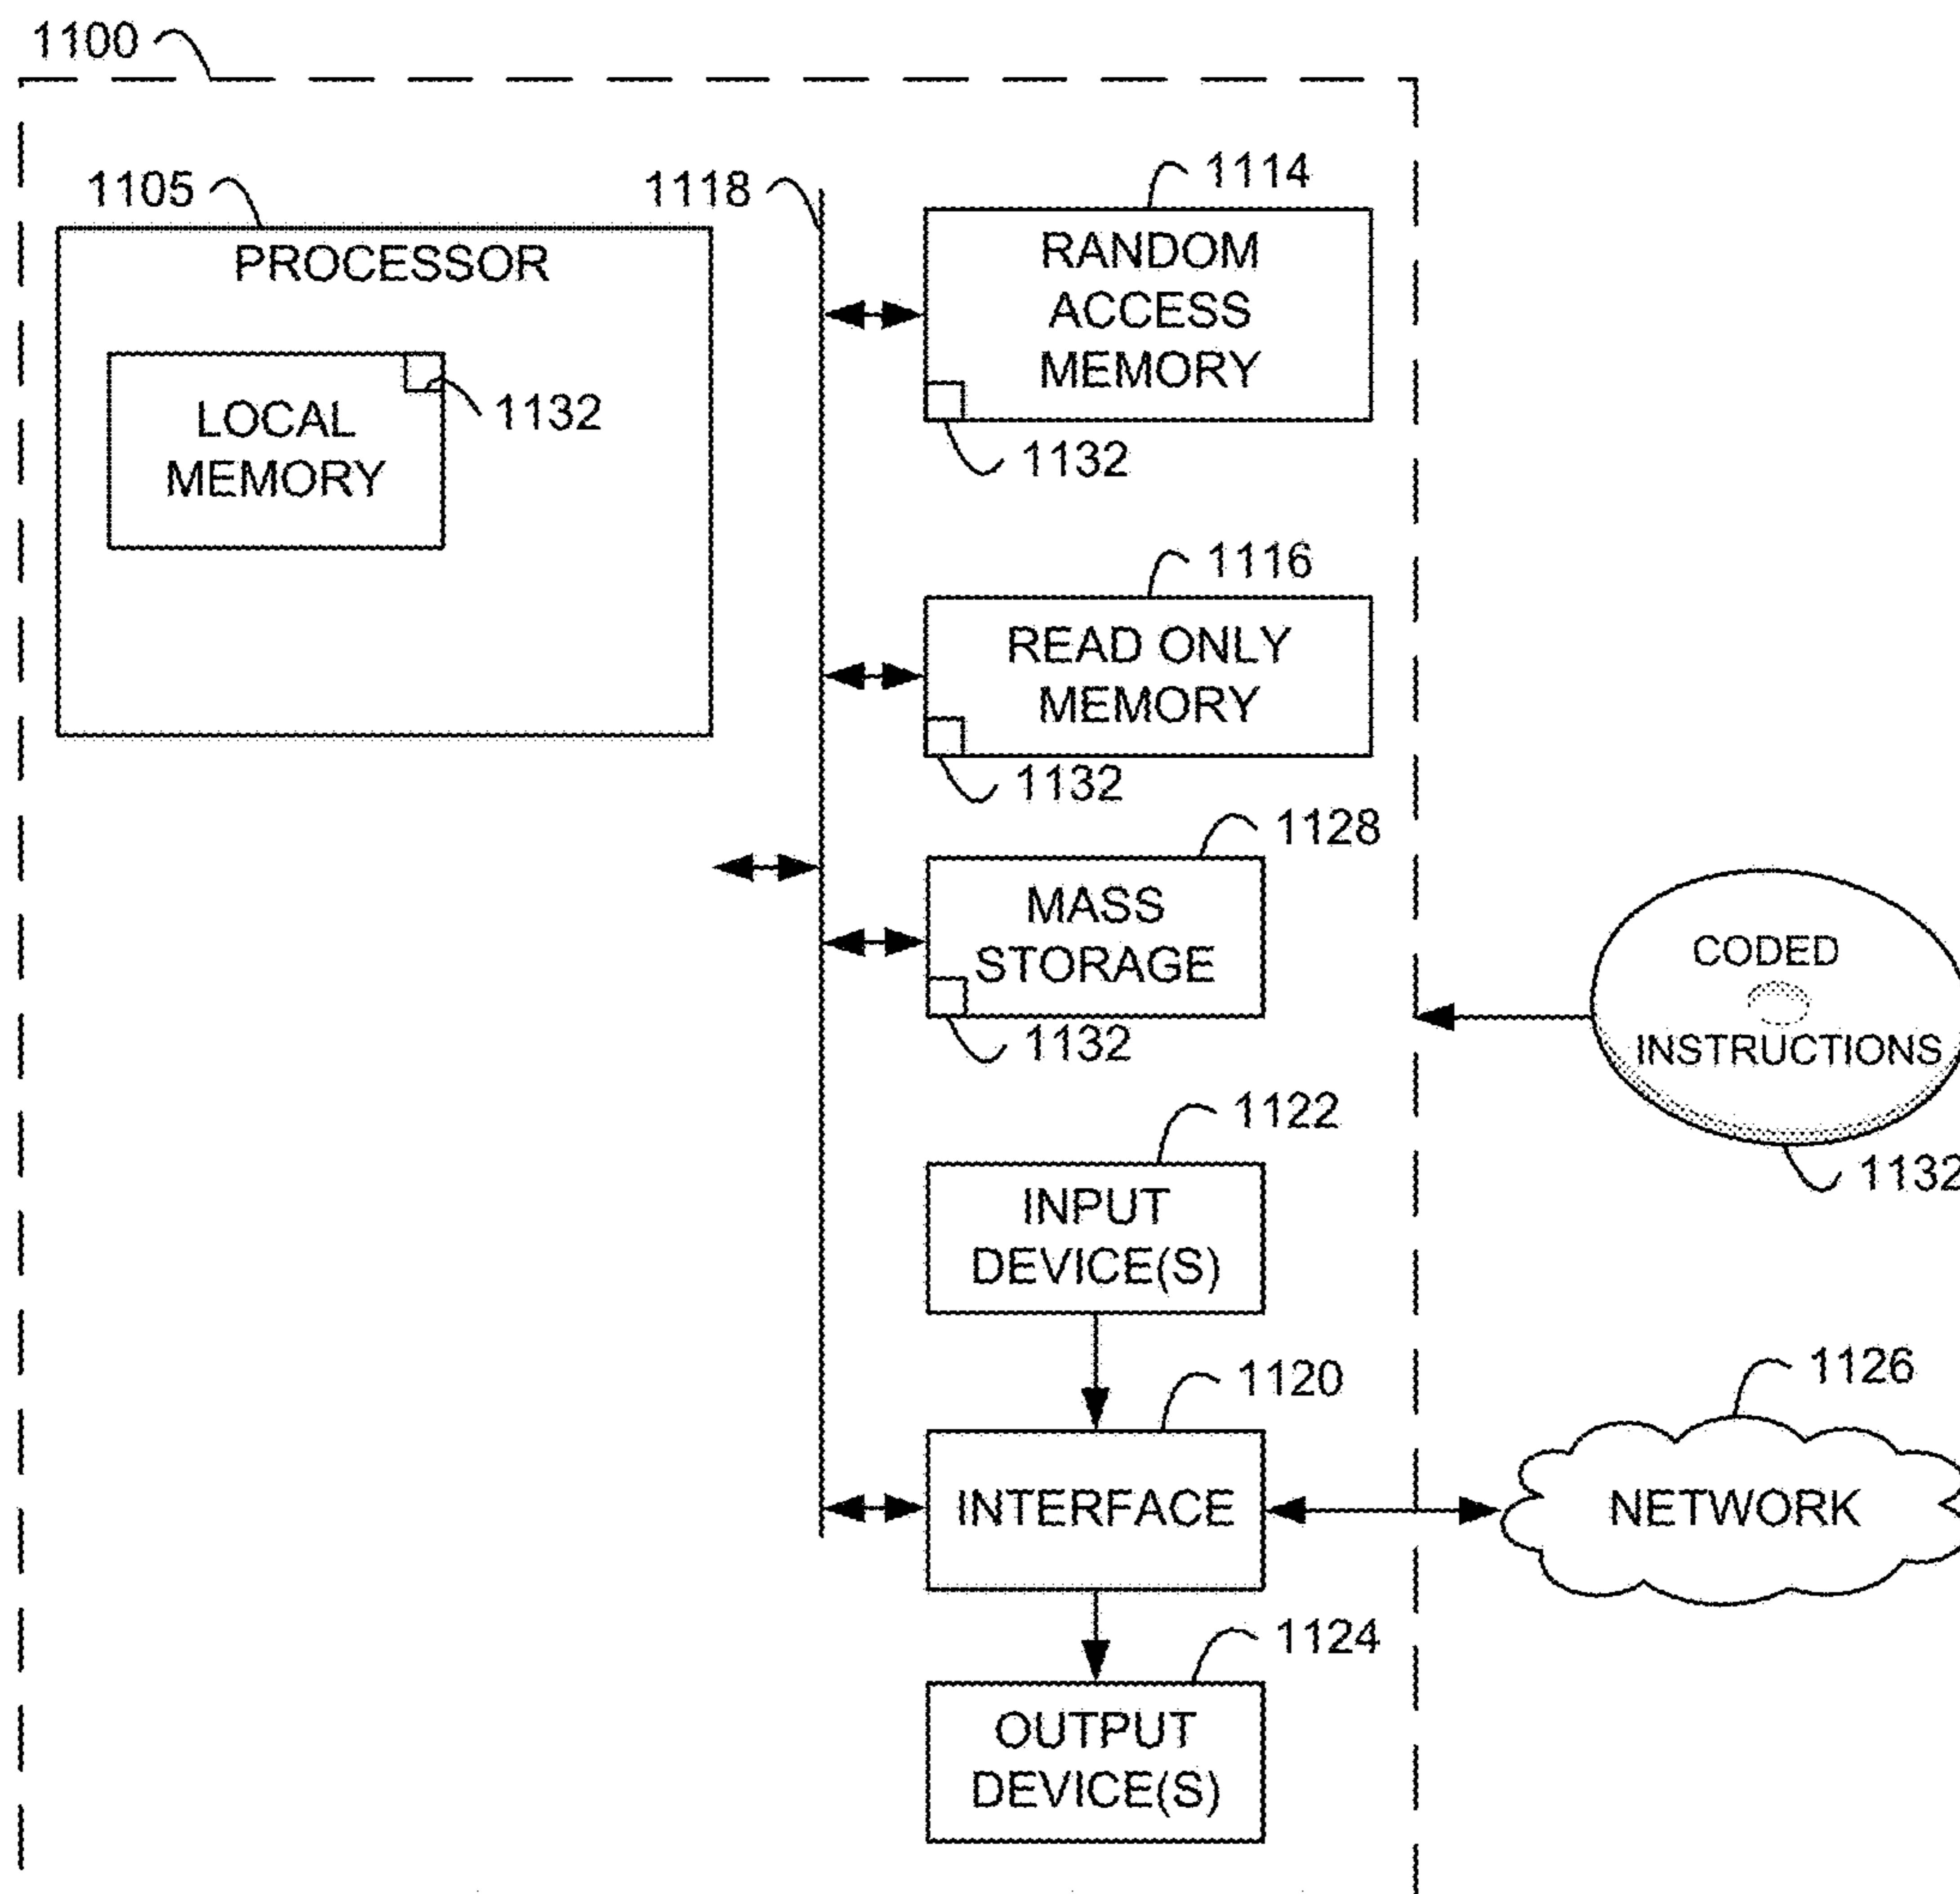 1100
1105
PROCESSOR
LOCAL
MEMORY
1132
1118
1114
RANDOM
ACCESS
MEMORY
1132
1116
READ ONLY
MEMORY
1132
1128
MASS
STORAGE
1132
CODED
INSTRUCTIONS
1132
1122
INPUT
DEVICE(S)
1120
INTERFACE
1126
NETWORK
1124
OUTPUT
DEVICE(S)